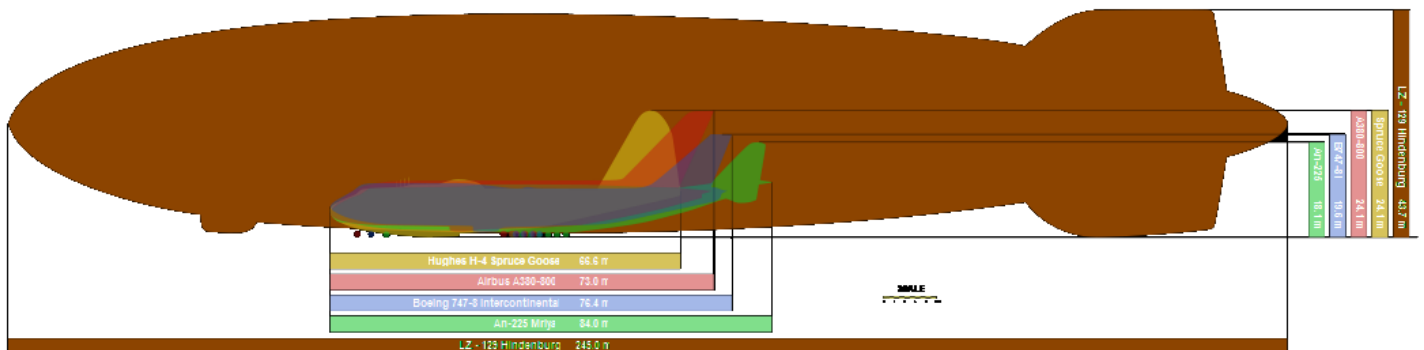 Hughes H-4 Spruce Goose 66.6 m
Airbus A380-800 73.0 m
Boeing 747-8 Intercontinental 76.4 m
An-225 Mriya 84.0 m
LZ - 129 Hindenburg 245.0 m
An-225 18.1 m
B747-8I 19.6 m
A380-800 24.1 m
Spruce Goose 24.1 m
LZ - 129 Hindenburg 43.7 m